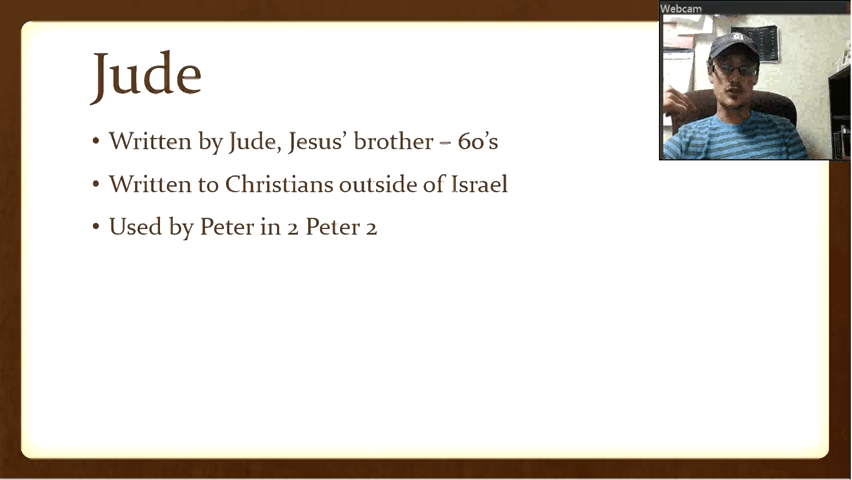 Webcam
Jude
• Written by Jude, Jesus’ brother – 60’s
• Written to Christians outside of Israel
• Used by Peter in 2 Peter 2